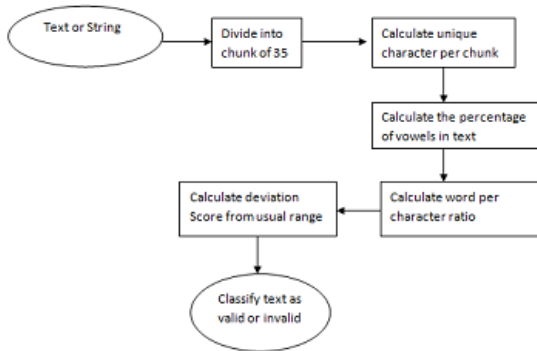 Text or String
Divide into
chunk of 35
Calculate unique
character per chunk
Calculate the percentage
of vowels in text
Calculate word per
character ratio
Calculate deviation
Score from usual range
Classify text as
valid or invalid